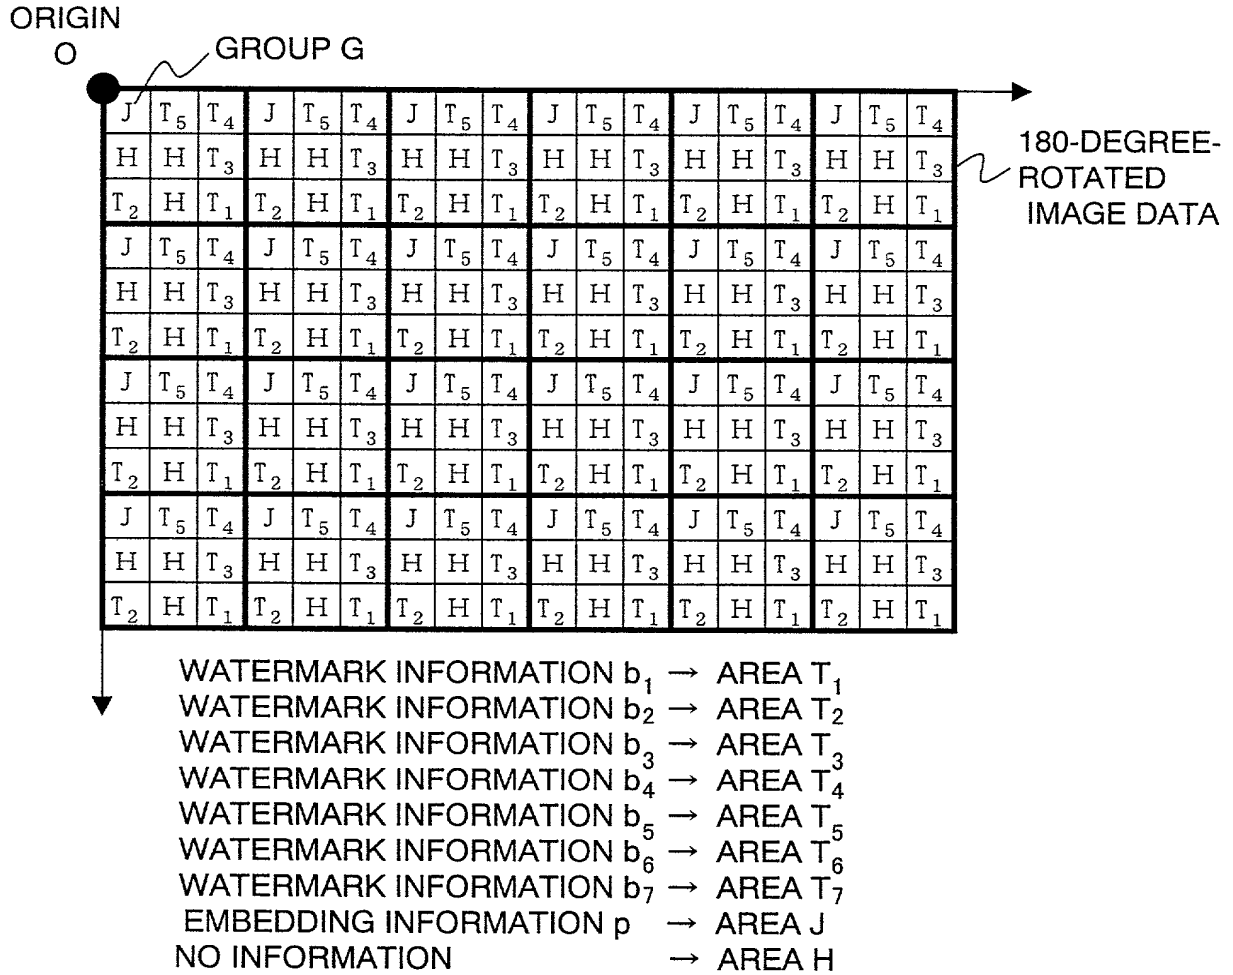 ORIGIN
O
GROUP G
J T5 T4 J T5 T4 J T5 T4 J T5 T4 J T5 T4 J T5 T4
H H T3 H H T3 H H T3 H H T3 H H T3 H H T3
T2 H T1 T2 H T1 T2 H T1 T2 H T1 T2 H T1 T2 H T1
J T5 T4 J T5 T4 J T5 T4 J T5 T4 J T5 T4 J T5 T4
H H T3 H H T3 H H T3 H H T3 H H T3 H H T3
T2 H T1 T2 H T1 T2 H T1 T2 H T1 T2 H T1 T2 H T1
J T5 T4 J T5 T4 J T5 T4 J T5 T4 J T5 T4 J T5 T4
H H T3 H H T3 H H T3 H H T3 H H T3 H H T3
T2 H T1 T2 H T1 T2 H T1 T2 H T1 T2 H T1 T2 H T1
J T5 T4 J T5 T4 J T5 T4 J T5 T4 J T5 T4 J T5 T4
H H T3 H H T3 H H T3 H H T3 H H T3 H H T3
T2 H T1 T2 H T1 T2 H T1 T2 H T1 T2 H T1 T2 H T1
180-DEGREE-
ROTATED
IMAGE DATA
WATERMARK INFORMATION b1 → AREA T1
WATERMARK INFORMATION b2 → AREA T2
WATERMARK INFORMATION b3 → AREA T3
WATERMARK INFORMATION b4 → AREA T4
WATERMARK INFORMATION b5 → AREA T5
WATERMARK INFORMATION b6 → AREA T6
WATERMARK INFORMATION b7 → AREA T7
EMBEDDING INFORMATION p → AREA J
NO INFORMATION → AREA H